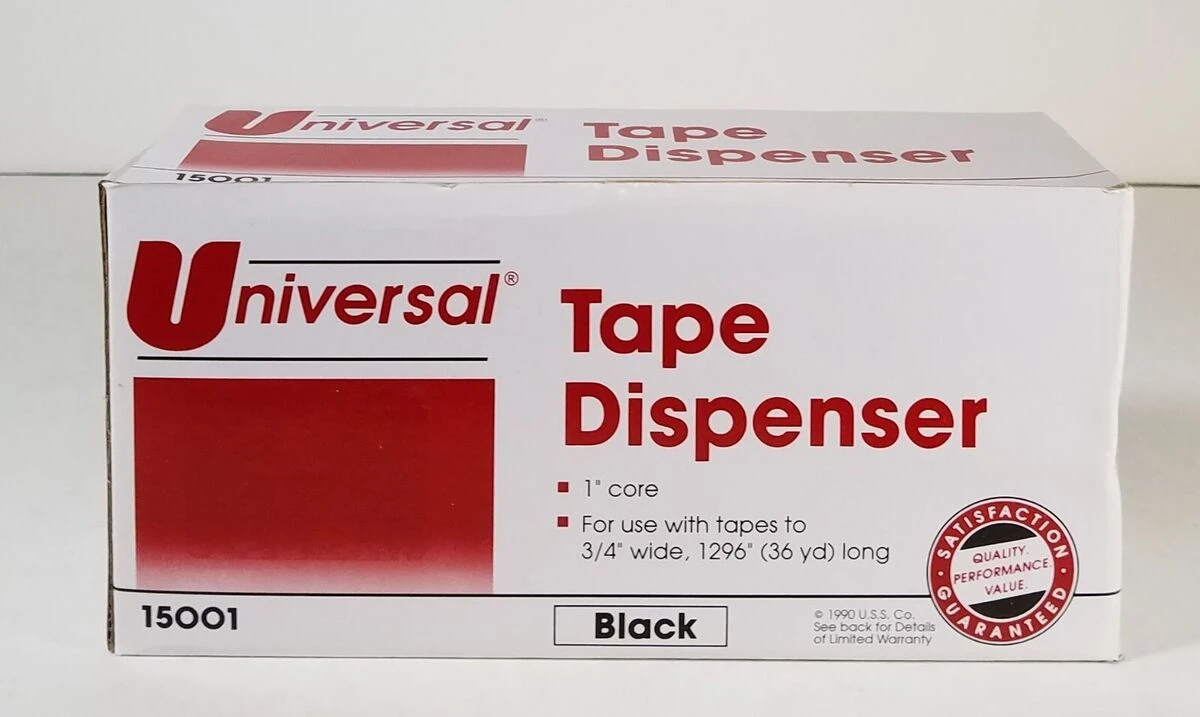 Universal® Tape
Dispenser
15001
Universal®
Tape
Dispenser
1" core
For use with tapes to
3/4" wide, 1296" (36 yd) long
15001
Black
© 1990 U.S.S. Co.
See back for Details
of Limited Warranty
SATISFACTION
QUALITY.
PERFORMANCE.
VALUE.
GUARANTEED